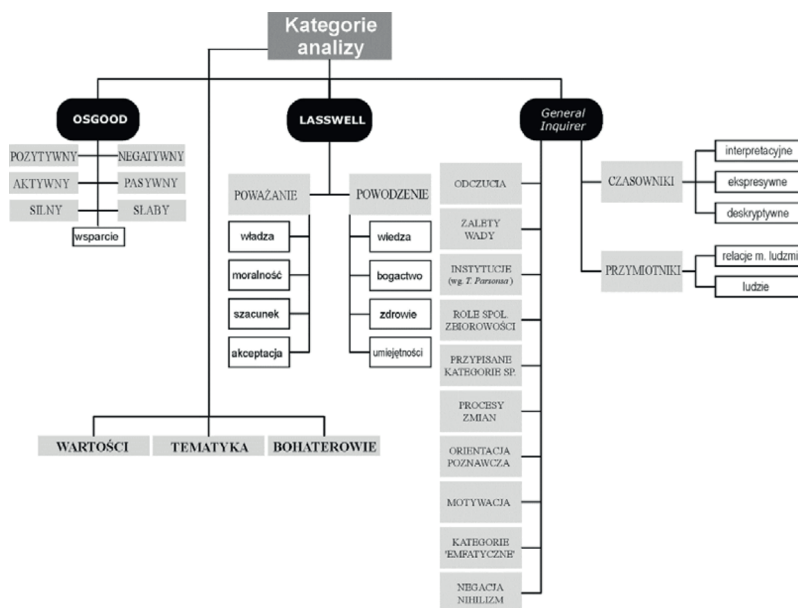 Kategorie
analizy
OSGOOD
POZYTYWNY
NEGATYWNY
AKTYWNY
PASYWNY
SILNY
SŁABY
wsparcie
LASSWELL
POWAŻANIE
POWODZENIE
władza
wiedza
moralność
bogactwo
szacunek
zdrowie
akceptacja
umiejętności
General
Inquirer
ODCZUCIA
ZALETY
WADY
INSTYTUCJE
(wg. T. Parsonsa )
ROLE SPOŁ.
ZBIOROWOŚCI
PRZYPISANE
KATEGORIE SP.
PROCESY
ZMIAN
ORIENTACJA
POZNAWCZA
MOTYWACJA
KATEGORIE
'EMFATYCZNE'
NEGACJA
NIHILIZM
CZASOWNIKI
interpretacyjne
ekspresywne
deskryptywne
PRZYMIOTNIKI
relacje m. ludzmi
ludzie
WARTOŚCI
TEMATYKA
BOHATEROWIE